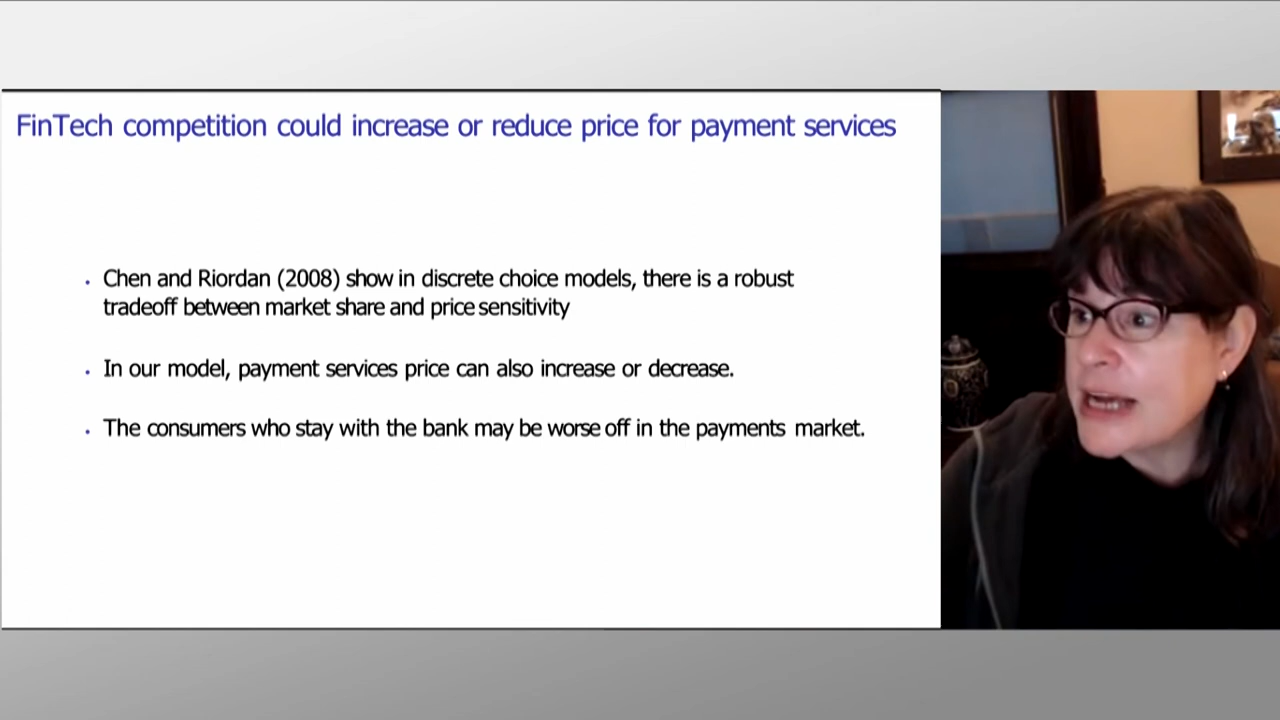 FinTech competition could increase or reduce price for payment services
• Chen and Riordan (2008) show in discrete choice models, there is a robust
tradeoff between market share and price sensitivity
• In our model, payment services price can also increase or decrease.
• The consumers who stay with the bank may be worse off in the payments market.